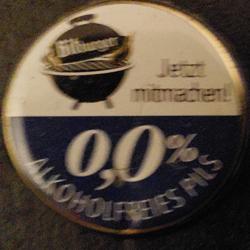 Bitburger
Jetzt
mitmachen!
0,0%
ALKOHOLFREIES PILS